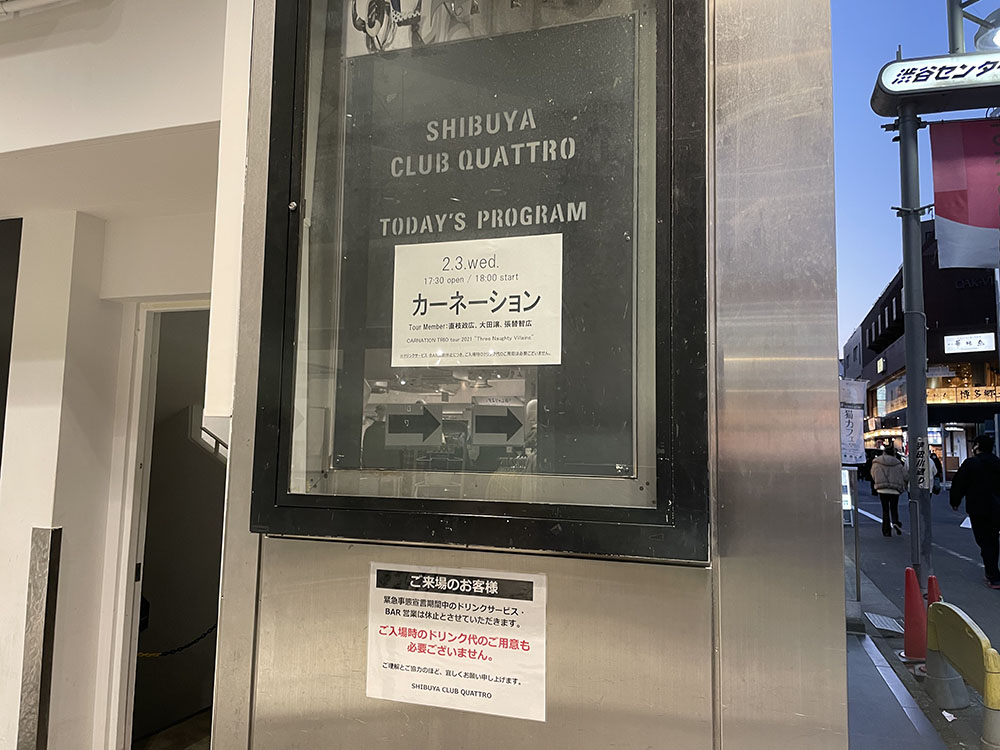 SHIBUYA
CLUB QUATTRO
TODAY'S PROGRAM
2.3.wed.
17:30 open / 18:00 start
カーネーション
Tour Member：直枝政広、大田譲、張替智広
CARNATION TRIO tour 2021 "Three Naughty Villains"
ご来場のお客様
緊急事態宣言期間中のドリンクサービス・
BAR 営業は休止とさせていただきます。
ご入場時のドリンク代のご用意も
必要ございません。
ご理解とご協力のほど、宜しくお願い申し上げます。
SHIBUYA CLUB QUATTRO
渋谷センター
猫カフェ
博多